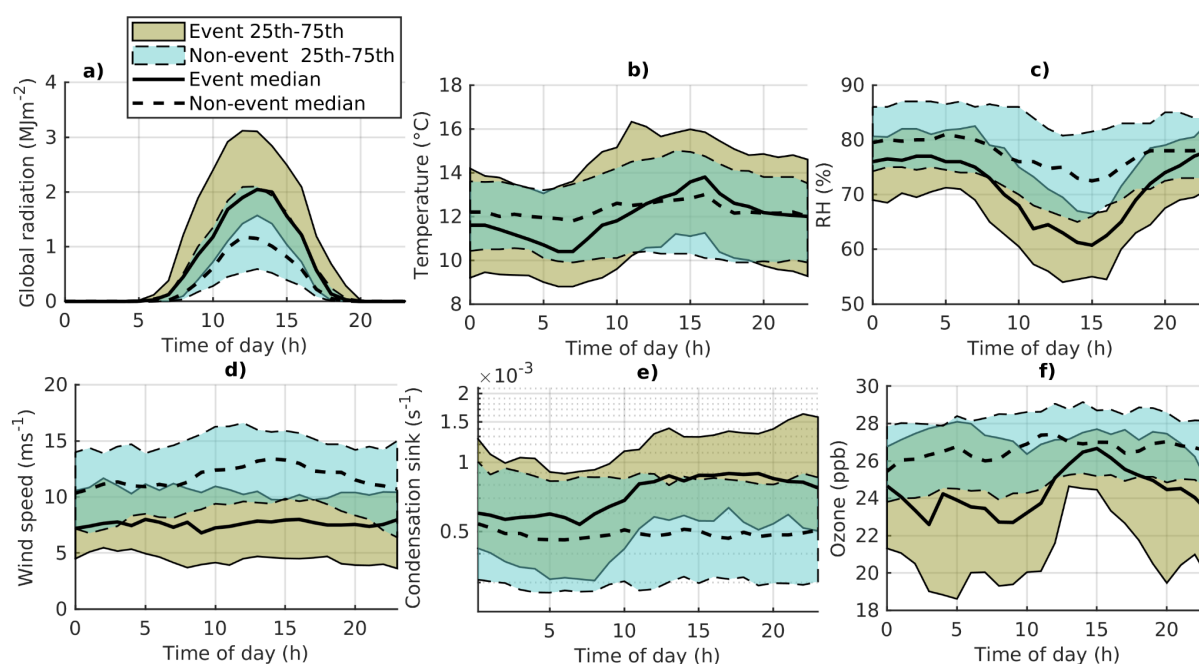 Event 25th-75th
Non-event 25th-75th
Event median
Non-event median
a)
Global radiation (MJm-2)
4
3
2
1
0
0 5 10 15 20
Time of day (h)
b)
Temperature (°C)
18
16
14
12
10
8
0 5 10 15 20
Time of day (h)
c)
RH (%)
90
80
70
60
50
0 5 10 15 20
Time of day (h)
d)
Wind speed (ms-1)
20
15
10
5
0
0 5 10 15 20
Time of day (h)
e)
×10-3
Condensation sink (s-1)
2
1.5
1
0.5
5 10 15 20
Time of day (h)
f)
Ozone (ppb)
30
28
26
24
22
20
18
0 5 10 15 20
Time of day (h)